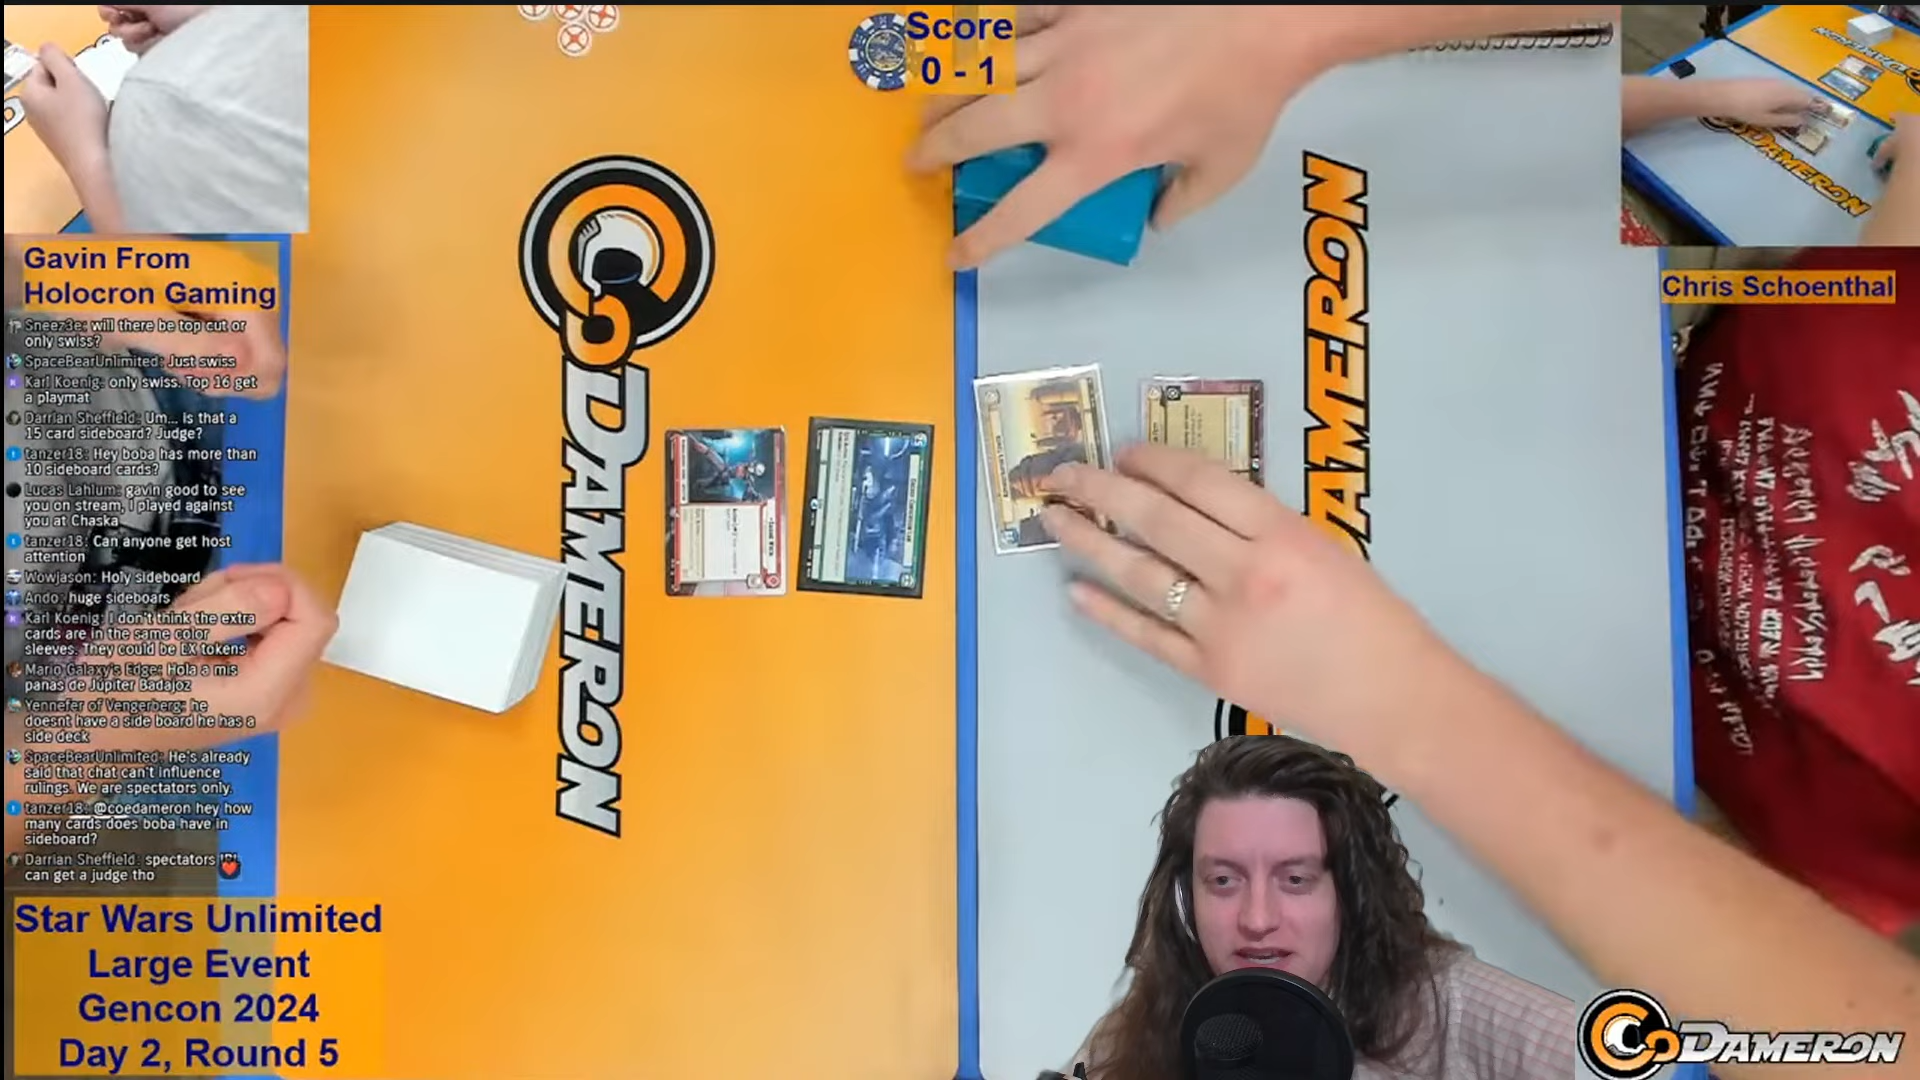 Score
0 - 1
Gavin From
Holocron Gaming
Chris Schoenthal
Sneez3e: will there be top cut or
only swiss?
SpaceBearUnlimited: Just swiss
Karl Koenig: only swiss. Top 16 get
a playmat
Darrian Sheffield: Um... is that a
15 card sideboard? Judge?
tanzer18: Hey boba has more than
10 sideboard cards?
Lucas Lahlum: gavin good to see
you on stream, I played against
you at Chaska
tanzer18: Can anyone get host
attention
Wowjason: Holy sideboard
Ando: huge sideboars
Karl Koenig: I don't think the extra
cards are in the same color
sleeves. They could be EX tokens
Mario Galaxy's Edge: Hola a mis
panas de Júpiter Badajoz
Yennefer of Vengerberg: he
doesnt have a side board he has a
side deck
SpaceBearUnlimited: He's already
said that chat can't influence
rulings. We are spectators only.
tanzer18: @coedameron hey how
many cards does boba have in
sideboard?
Darrian Sheffield: spectators IRL
can get a judge tho
CODAMERON
DAMERON
DAMERON
Star Wars Unlimited
Large Event
Gencon 2024
Day 2, Round 5
CODAMERON